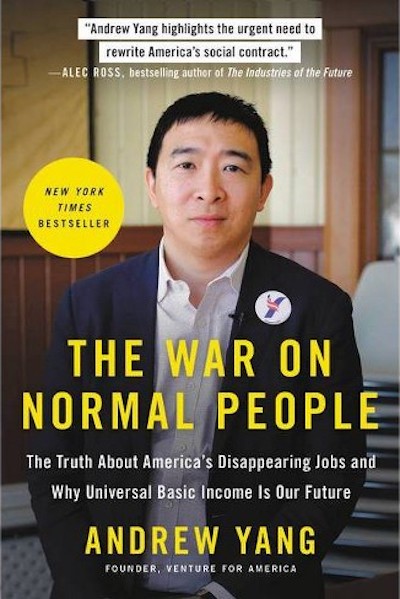 “Andrew Yang highlights the urgent need to
rewrite America’s social contract.”
—ALEC ROSS, bestselling author of The Industries of the Future
NEW YORK
TIMES
BESTSELLER
THE WAR ON
NORMAL PEOPLE
The Truth About America’s Disappearing Jobs and
Why Universal Basic Income Is Our Future
ANDREW YANG
FOUNDER, VENTURE FOR AMERICA